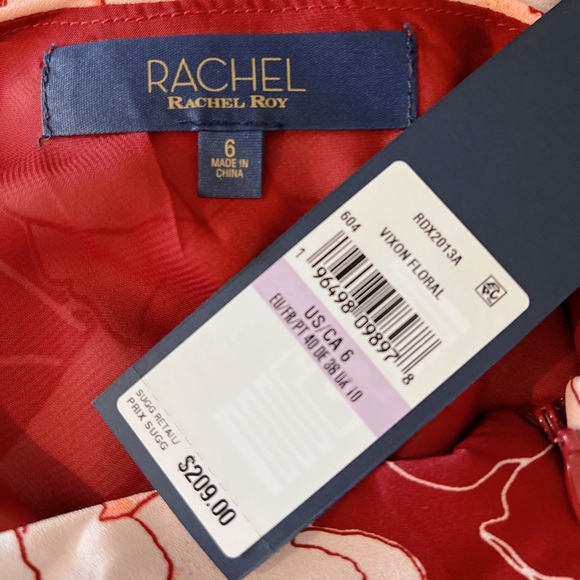 RACHEL
RACHEL ROY
6
MADE IN
CHINA
RDX2013A
604
VIXON FLORAL
1 96498 09897 8
US/CA 6
EU/FR/PT 40 DE 38 UK 10
SUGG RETAIL/
PRIX SUGG
$209.00